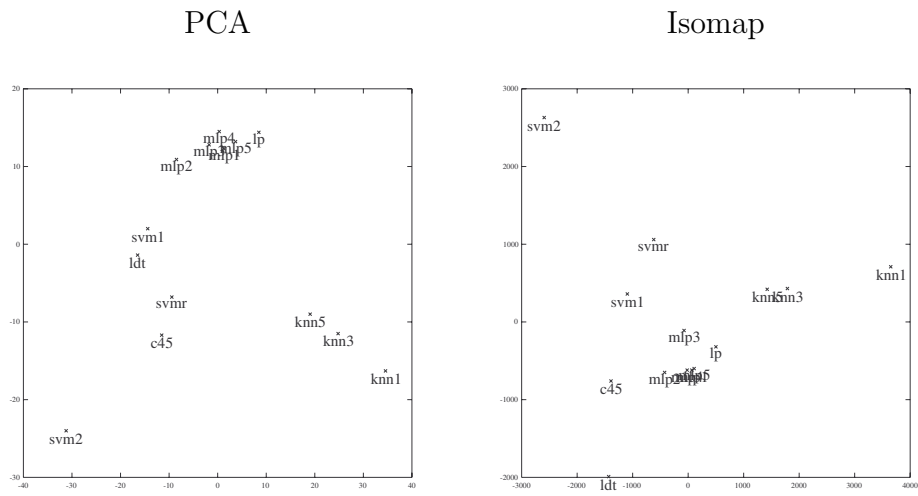 PCA
20
10
0
-10
-20
-30
-40
-30
-20
-10
0
10
20
30
40
mlp4
lp
mlp3
mlp5
mlp1
mlp2
svm1
ldt
svmr
c45
knn5
knn3
knn1
svm2
Isomap
3000
2000
1000
0
-1000
-2000
-3000
-2000
-1000
0
1000
2000
3000
4000
svm2
svmr
svm1
knn5
knn3
knn1
mlp3
lp
mlp2
c45
ldt